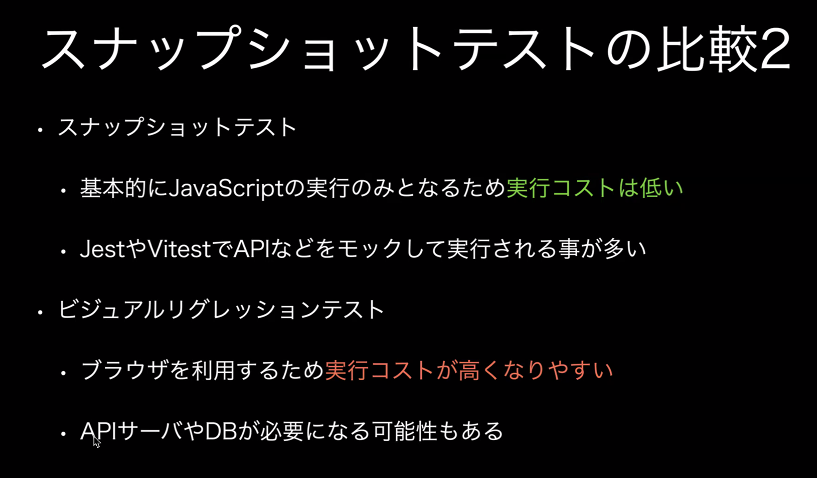 スナップショットテストの比較2
・スナップショットテスト
・基本的にJavaScriptの実行のみとなるため実行コストは低い
・JestやVitestでAPIなどをモックして実行される事が多い
・ビジュアルリグレッションテスト
・ブラウザを利用するため実行コストが高くなりやすい
・APIサーバやDBが必要になる可能性もある